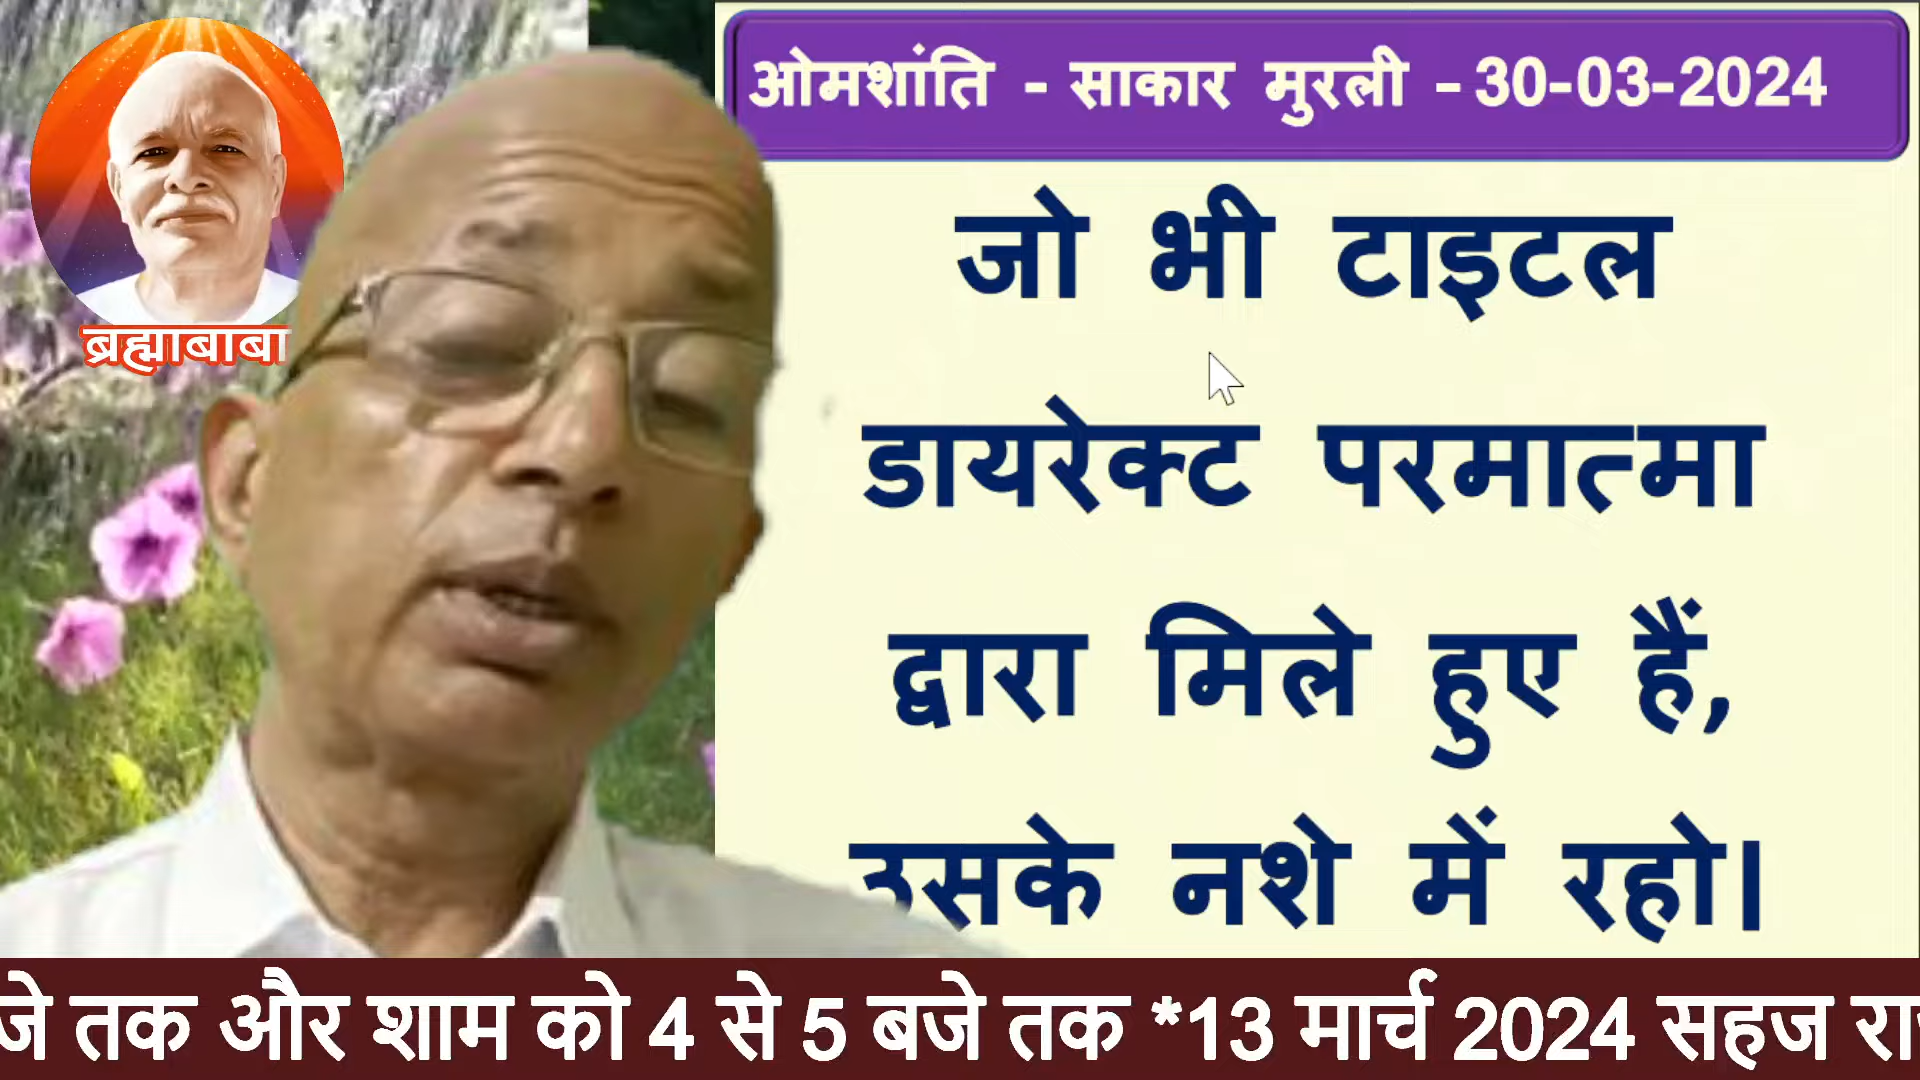 ओमशांति - साकार मुरली - 30-03-2024
ब्रह्माबाबा
जो भी टाइटल
डायरेक्ट परमात्मा
द्वारा मिले हुए हैं,
उसके नशे में रहो।
तक और शाम को 4 से 5 बजे तक *13 मार्च 2024 सहज